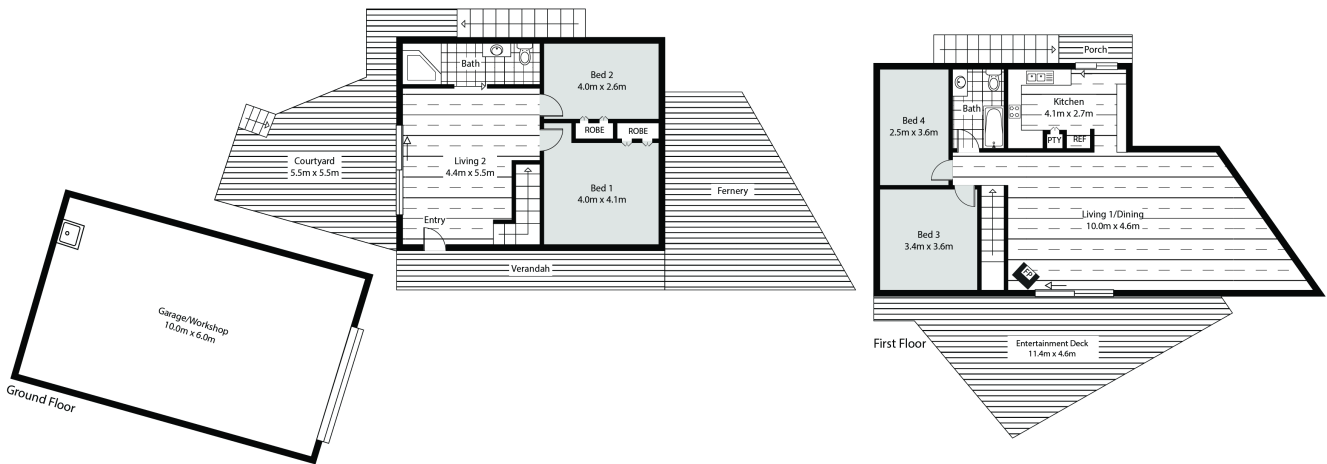 Bath
Bed 2
4.0m x 2.6m
ROBE
ROBE
Courtyard
5.5m x 5.5m
Living 2
4.4m x 5.5m
Bed 1
4.0m x 4.1m
Fernery
Entry
Verandah
Garage/Workshop
10.0m x 6.0m
Ground Floor
Porch
Kitchen
4.1m x 2.7m
Bath
Bed 4
2.5m x 3.6m
PTY
REF
Living 1/Dining
10.0m x 4.6m
Bed 3
3.4m x 3.6m
FP
First Floor
Entertainment Deck
11.4m x 4.6m